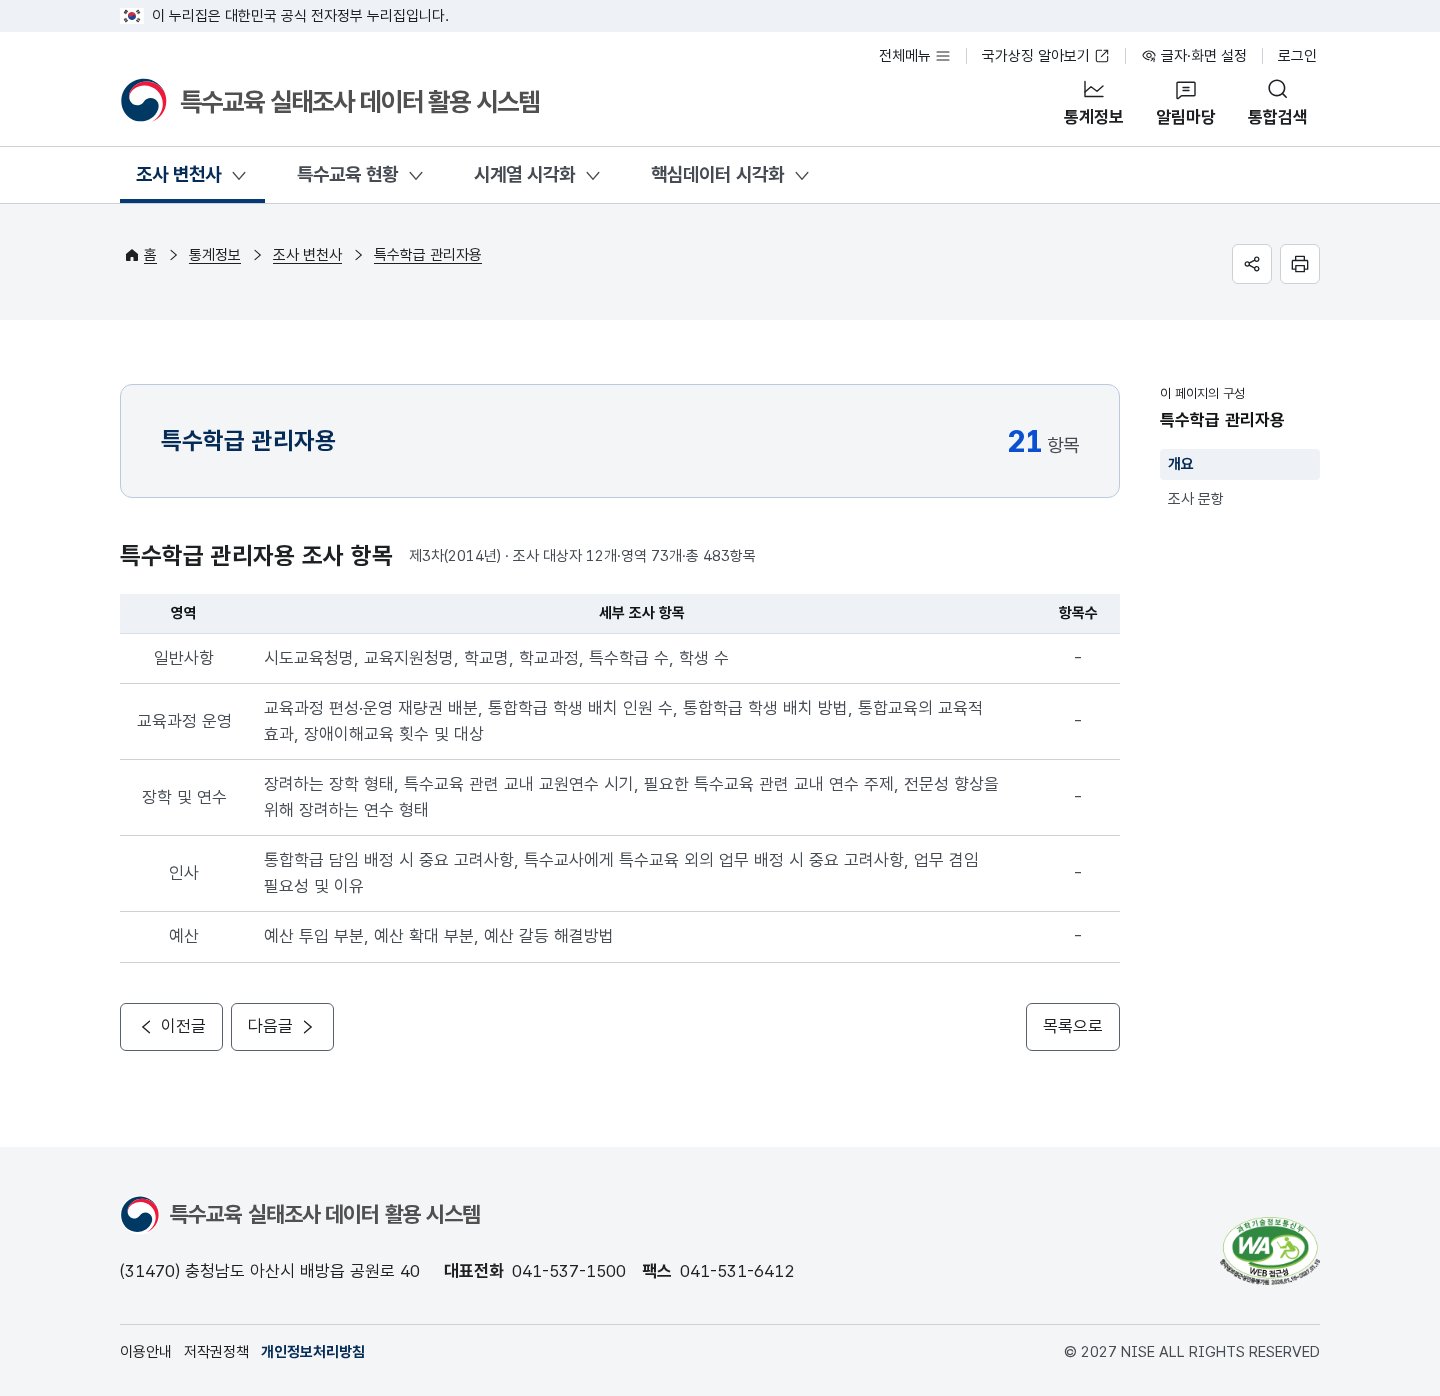 이 누리집은 대한민국 공식 전자정부 누리집입니다.
전체메뉴
국가상징 알아보기
글자·화면 설정
로그인
특수교육 실태조사 데이터 활용 시스템
통계정보
알림마당
통합검색
조사 변천사
특수교육 현황
시계열 시각화
핵심데이터 시각화
홈
통계정보
조사 변천사
특수학급 관리자용
특수학급 관리자용
21 항목
이 페이지의 구성
특수학급 관리자용
개요
조사 문항
특수학급 관리자용 조사 항목
제3차(2014년) · 조사 대상자 12개·영역 73개·총 483항목
영역 세부 조사 항목 항목수
일반사항 시도교육청명, 교육지원청명, 학교명, 학교과정, 특수학급 수, 학생 수 -
교육과정 운영 교육과정 편성·운영 재량권 배분, 통합학급 학생 배치 인원 수, 통합학급 학생 배치 방법, 통합교육의 교육적
효과, 장애이해교육 횟수 및 대상 -
장학 및 연수 장려하는 장학 형태, 특수교육 관련 교내 교원연수 시기, 필요한 특수교육 관련 교내 연수 주제, 전문성 향상을
위해 장려하는 연수 형태 -
인사 통합학급 담임 배정 시 중요 고려사항, 특수교사에게 특수교육 외의 업무 배정 시 중요 고려사항, 업무 겸임
필요성 및 이유 -
예산 예산 투입 부분, 예산 확대 부분, 예산 갈등 해결방법 -
이전글
다음글
목록으로
특수교육 실태조사 데이터 활용 시스템
(31470) 충청남도 아산시 배방읍 공원로 40 대표전화 041-537-1500 팩스 041-531-6412
과학기술정보통신부
WA
WEB 접근성
이용안내 저작권정책 개인정보처리방침
© 2027 NISE ALL RIGHTS RESERVED